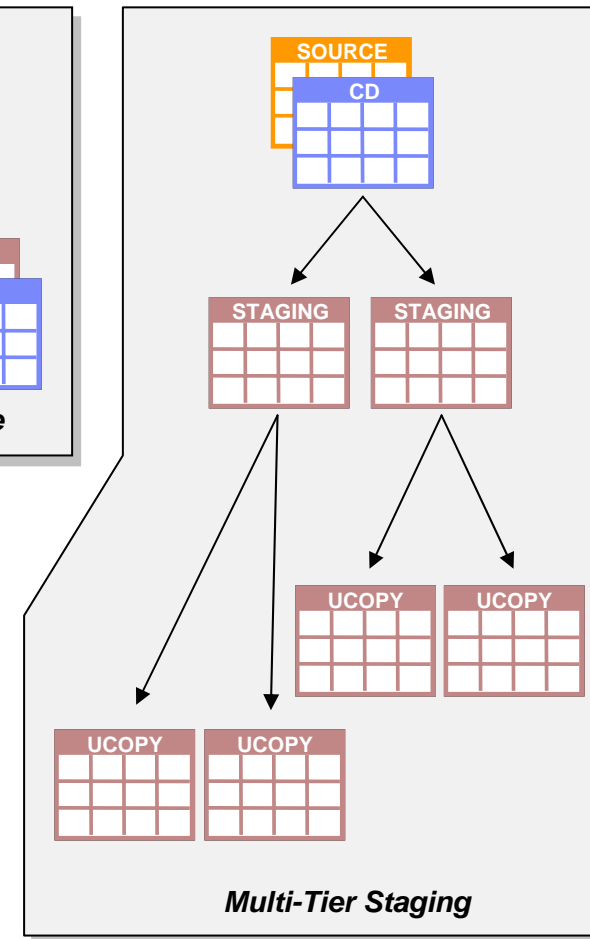 SOURCE
CD
STAGING STAGING
e
UCOPY UCOPY
UCOPY UCOPY
Multi-Tier Staging